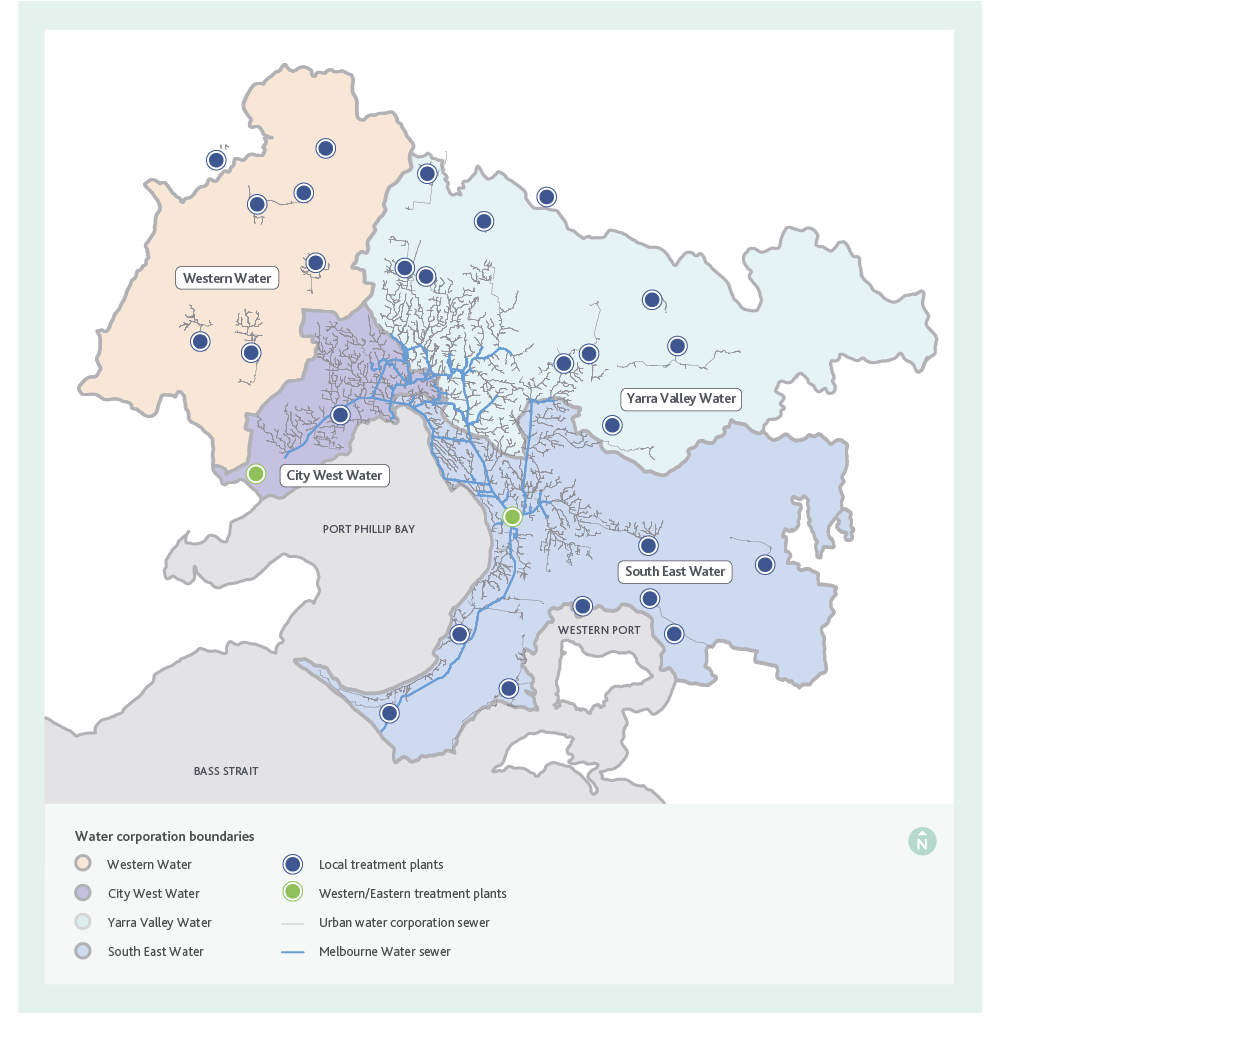 Western Water
Yarra Valley Water
City West Water
PORT PHILLIP BAY
South East Water
WESTERN PORT
BASS STRAIT
Water corporation boundaries
Western Water
City West Water
Yarra Valley Water
South East Water
Local treatment plants
Western/Eastern treatment plants
Urban water corporation sewer
Melbourne Water sewer
N